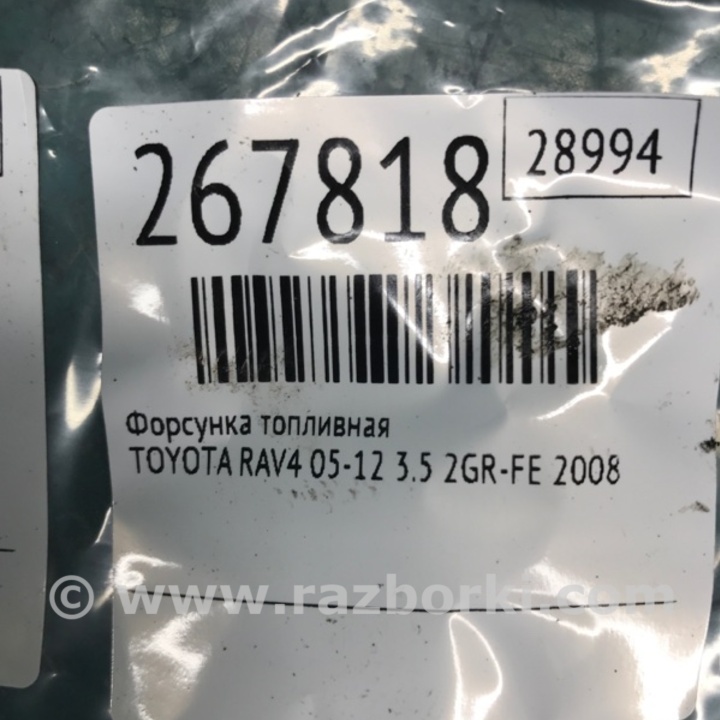 267818
28994
Форсунка топливная
TOYOTA RAV4 05-12 3.5 2GR-FE 2008
© www.razborki.com